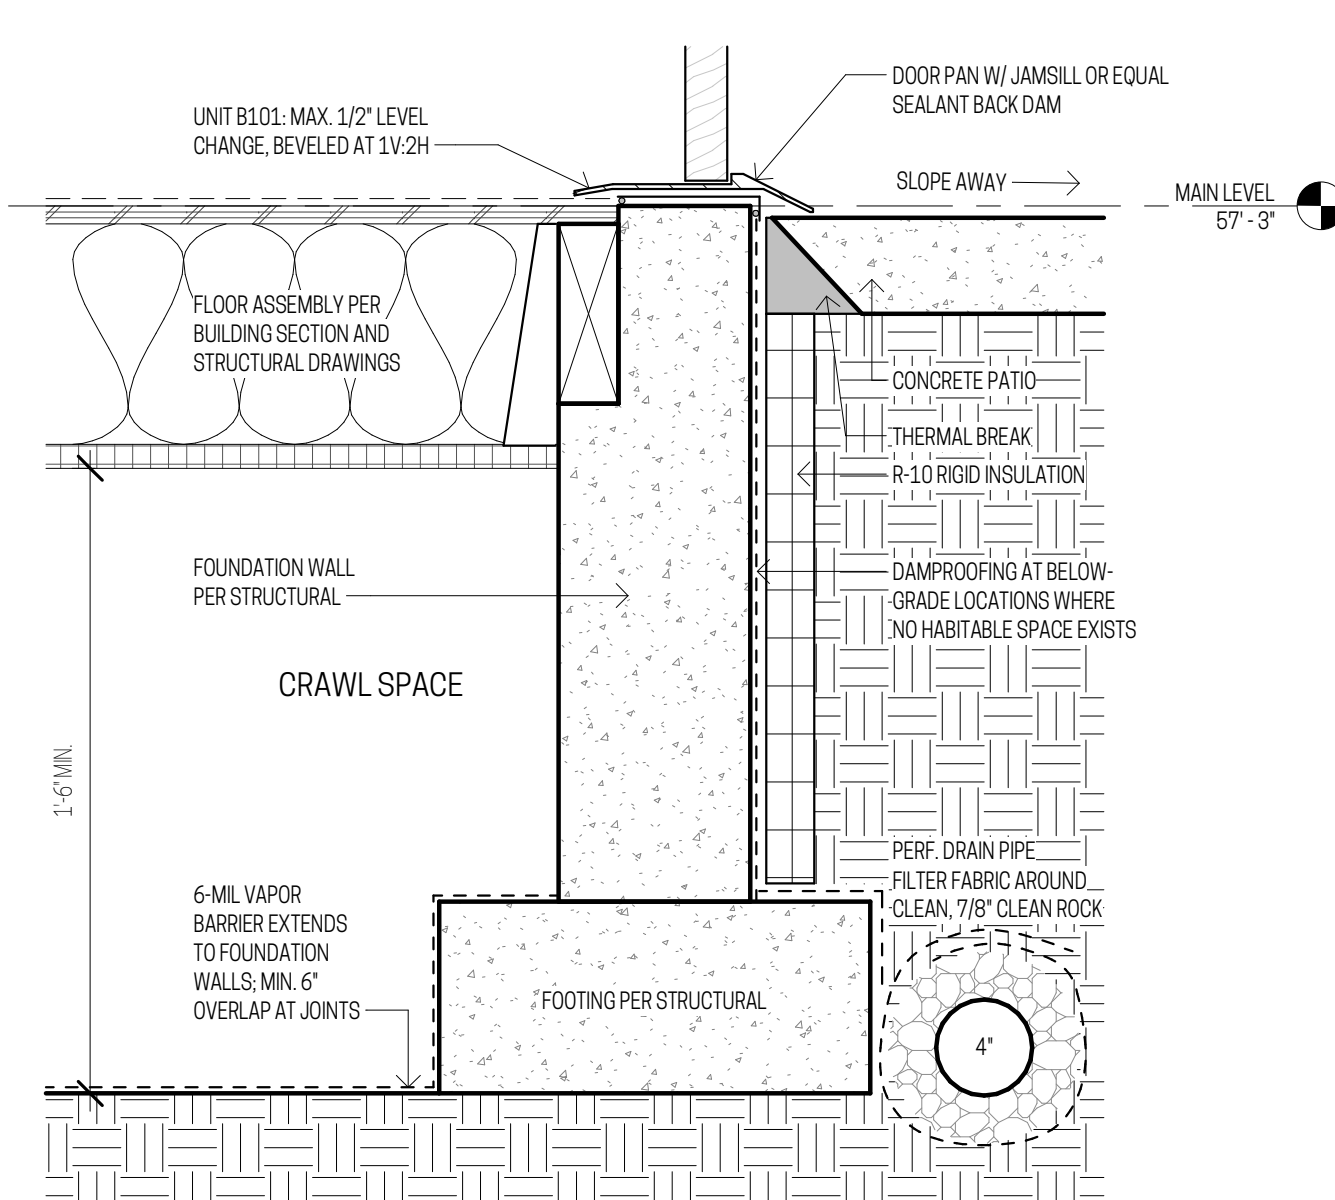 DOOR PAN W/ JAMSILL OR EQUAL
SEALANT BACK DAM
UNIT B101: MAX. 1/2" LEVEL
CHANGE, BEVELED AT 1V:2H
SLOPE AWAY
MAIN LEVEL
57' - 3"
FLOOR ASSEMBLY PER
BUILDING SECTION AND
STRUCTURAL DRAWINGS
CONCRETE PATIO
THERMAL BREAK
R-10 RIGID INSULATION
FOUNDATION WALL
PER STRUCTURAL
DAMPROOFING AT BELOW-
GRADE LOCATIONS WHERE
NO HABITABLE SPACE EXISTS
CRAWL SPACE
1'-6" MIN.
PERF. DRAIN PIPE
FILTER FABRIC AROUND
CLEAN, 7/8" CLEAN ROCK
6-MIL VAPOR
BARRIER EXTENDS
TO FOUNDATION
WALLS; MIN. 6"
OVERLAP AT JOINTS
FOOTING PER STRUCTURAL
4"